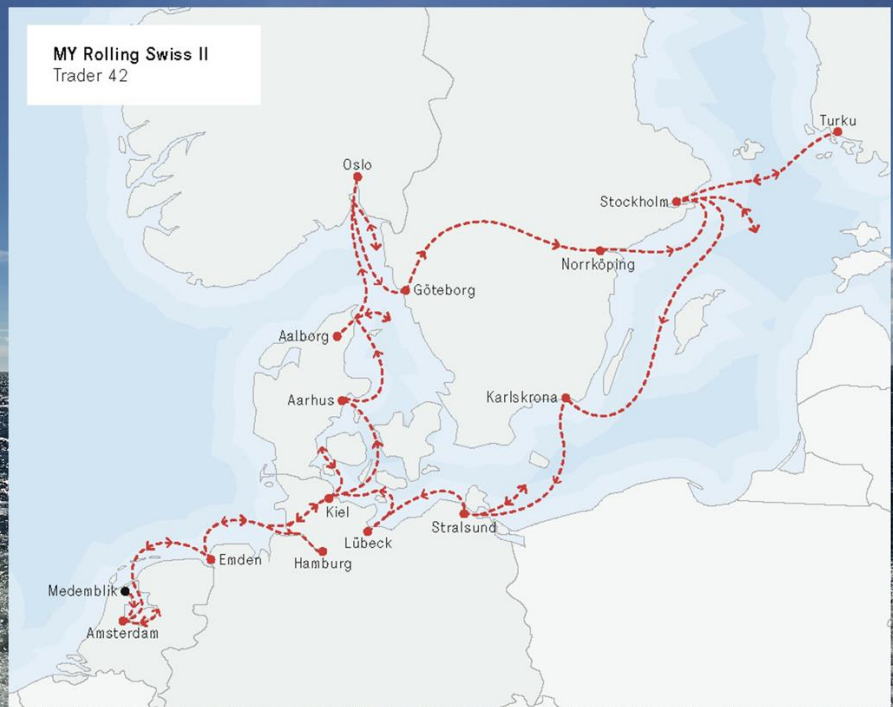 MY Rolling Swiss II
Trader 42
Turku
Oslo
Stockholm
Norrköping
Göteborg
Aalborg
Aarhus
Karlskrona
Kiel
Stralsund
Lübeck
Emden
Hamburg
Medemblik
Amsterdam